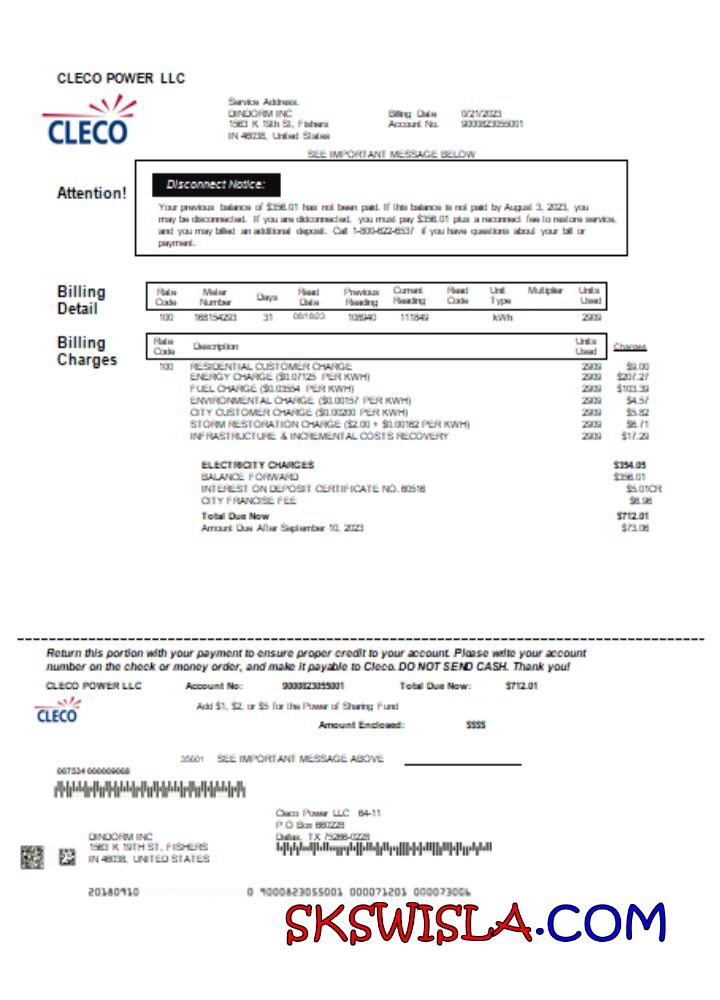 CLECO POWER LLC
CLECO
Service Address.
DINDORM INC
1563 K 19th St, Fishers
IN 46038, United States
Billing Date 0/21/2023
Account No. 9000823055001
SEE IMPORTANT MESSAGE BELOW
Attention!
Disconnect Notice:
Your previous balance of $356.01 has not been paid. If this balance is not paid by August 3, 2023, you
may be disconnected. If you are didconnected, you must pay $356.01 plus a reconnect fee to restore service,
and you may billed an additional deposit. Call 1-800-622-6537 if you have questions about your bill or
payment.
Billing Detail
Rate Code Meter Number Days Read Date Previous Reading Current Reading Read Code Unit Type Multiplier Units Used
100 168154293 31 08/18/23 108940 111849 kWh 2909
Billing Charges
Rate Code Description Units Used Charges
100 RESIDENTIAL CUSTOMER CHARGE 2909 $9.00
ENERGY CHARGE ($0.07125 PER KWH) 2909 $207.27
FUEL CHARGE ($0.03554 PER KWH) 2909 $103.39
ENVIRONMENTAL CHARGE ($0.00157 PER KWH) 2909 $4.57
CITY CUSTOMER CHARGE ($0.00200 PER KWH) 2909 $5.82
STORM RESTORATION CHARGE ($2.00 + $0.00162 PER KWH) 2909 $6.71
INFRASTRUCTURE & INCREMENTAL COSTS RECOVERY 2909 $17.29
ELECTRICITY CHARGES $354.05
BALANCE FORWARD $356.01
INTEREST ON DEPOSIT CERTIFICATE NO. 60516 $5.01CR
CITY FRANCISE FEE $6.96
Total Due Now $712.01
Amount Due After September 10, 2023 $73.06
Return this portion with your payment to ensure proper credit to your account. Please write your account
number on the check or money order, and make it payable to Cleco. DO NOT SEND CASH. Thank you!
CLECO POWER LLC Account No: 9000823055001 Total Due Now: $712.01
CLECO
Add $1, $2, or $5 for the Power of Sharing Fund
Amount Enclosed: $$$$
35601 SEE IMPORTANT MESSAGE ABOVE
007534 000009068
Cleco Power LLC 64-11
P O Box 660228
Dallas, TX 75266-0228
DINDORM INC
1563 K 19TH ST, FISHERS
IN 46038, UNITED STATES
20180910 0 9000823055001 000071201 000073006
SKSWISLA.COM